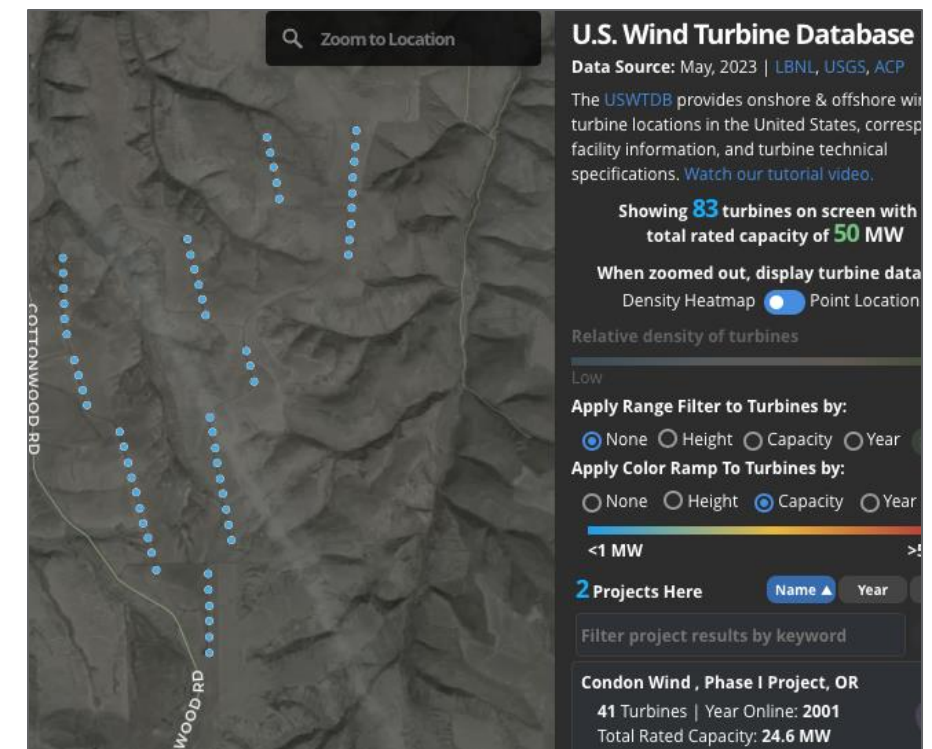 Zoom to Location
COTTONWOOD RD
WOOD RD
U.S. Wind Turbine Database
Data Source: May, 2023 | LBNL, USGS, ACP
The USWTDB provides onshore & offshore wi
turbine locations in the United States, corresp
facility information, and turbine technical
specifications. Watch our tutorial video.
Showing 83 turbines on screen with
total rated capacity of 50 MW
When zoomed out, display turbine data
Density Heatmap Point Location
Relative density of turbines
Low
Apply Range Filter to Turbines by:
None Height Capacity Year
Apply Color Ramp To Turbines by:
None Height Capacity Year
<1 MW >5
2 Projects Here Name ▲ Year
Filter project results by keyword
Condon Wind , Phase I Project, OR
41 Turbines | Year Online: 2001
Total Rated Capacity: 24.6 MW